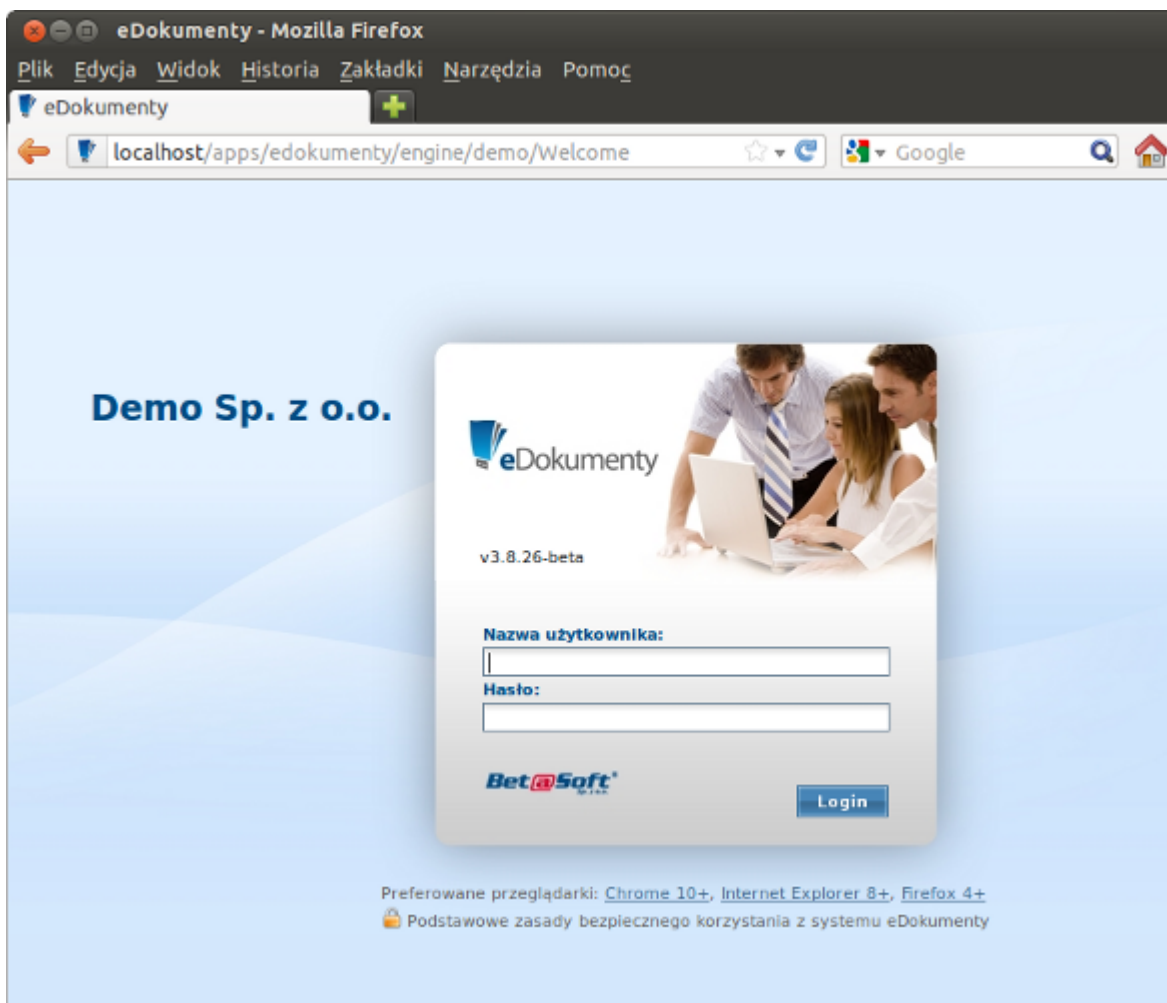 eDokumenty - Mozilla Firefox
Plik Edycja Widok Historia Zakładki Narzędzia Pomoc
eDokumenty
localhost/apps/edokumenty/engine/demo/Welcome Google
Demo Sp. z o.o.
eDokumenty
v3.8.26-beta
Nazwa użytkownika:
Hasło:
Bet@Soft
Login
Preferowane przeglądarki: Chrome 10+, Internet Explorer 8+, Firefox 4+
Podstawowe zasady bezpiecznego korzystania z systemu eDokumenty